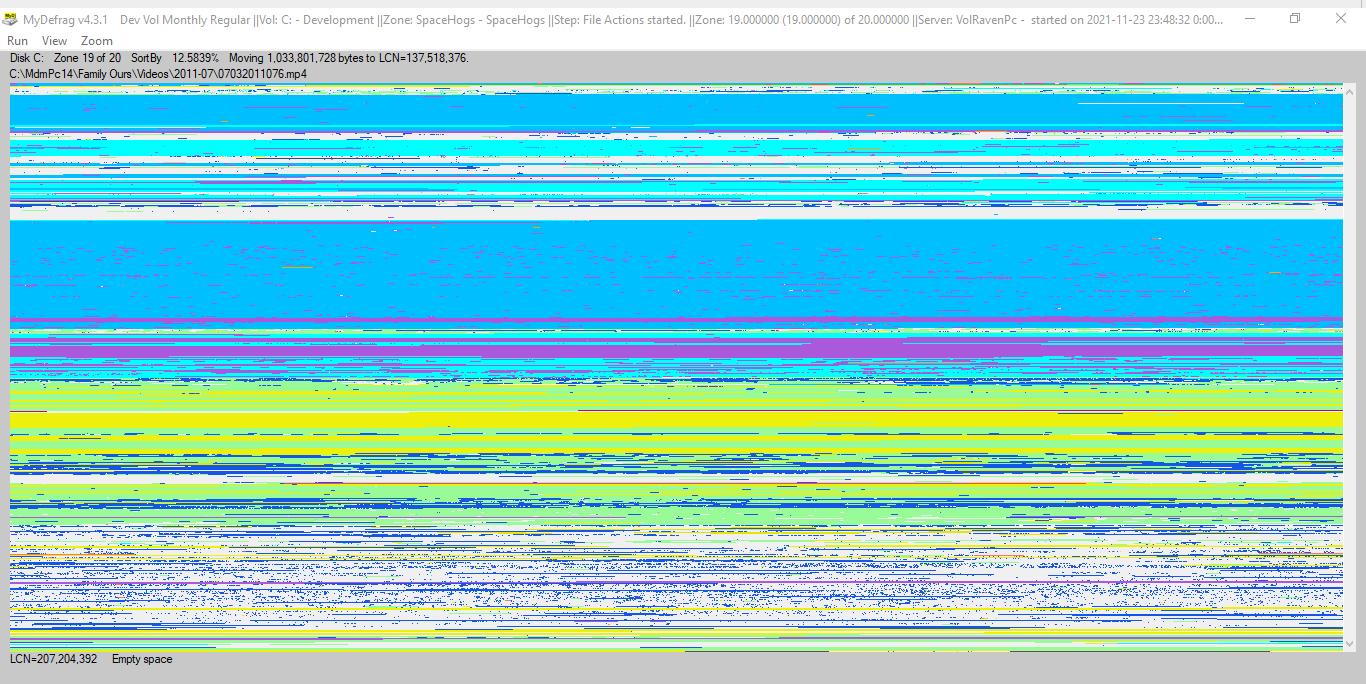 MyDefrag v4.3.1    Dev Vol Monthly Regular ||Vol: C: - Development ||Zone: SpaceHogs - SpaceHogs ||Step: File Actions started. ||Zone: 19.000000 (19.000000) of 20.000000 ||Server: VolRavenPc -  started on 2021-11-23 23:48:32 0:00...
Run View Zoom
Disk C:   Zone 19 of 20   SortBy   12.5839%   Moving 1,033,801,728 bytes to LCN=137,518,376.
C:\MdmPc14\Family Ours\Videos\2011-07\07032011076.mp4
LCN=207,204,392    Empty space